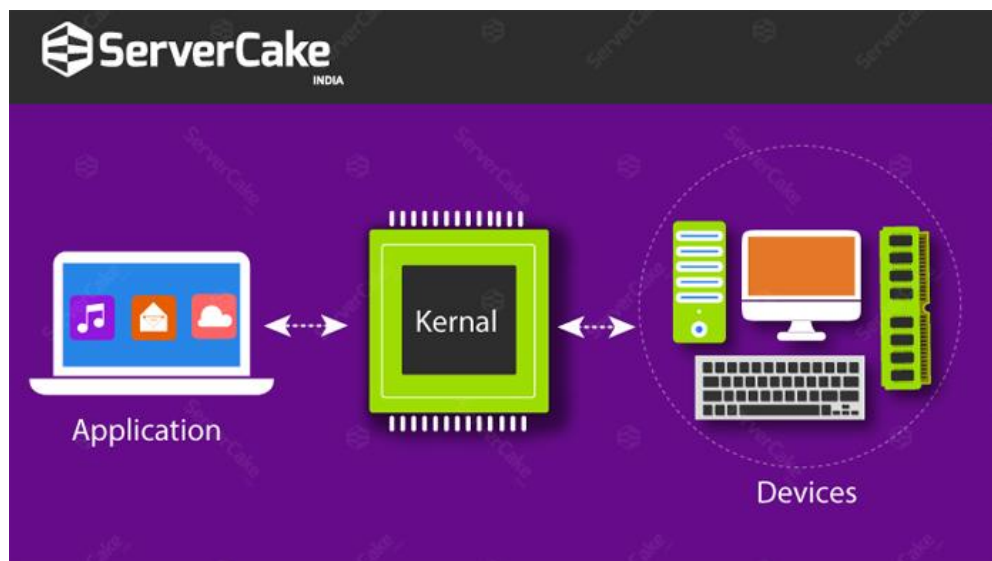 ServerCake
INDIA
Kernal
Application
Devices